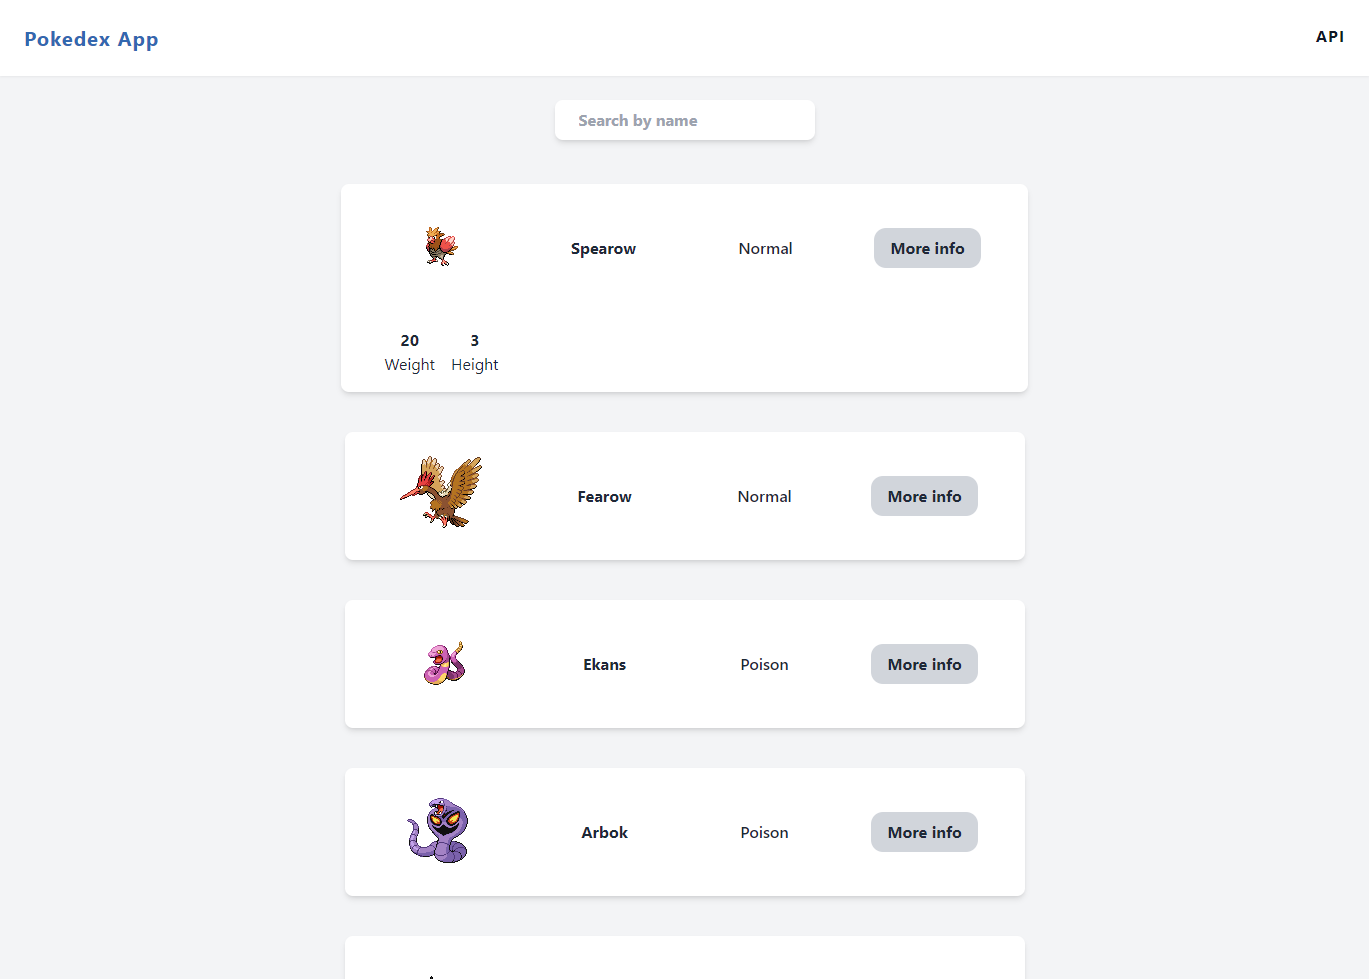 Pokedex App
API
Search by name
Spearow Normal More info
20 3
Weight Height
Fearow Normal More info
Ekans Poison More info
Arbok Poison More info